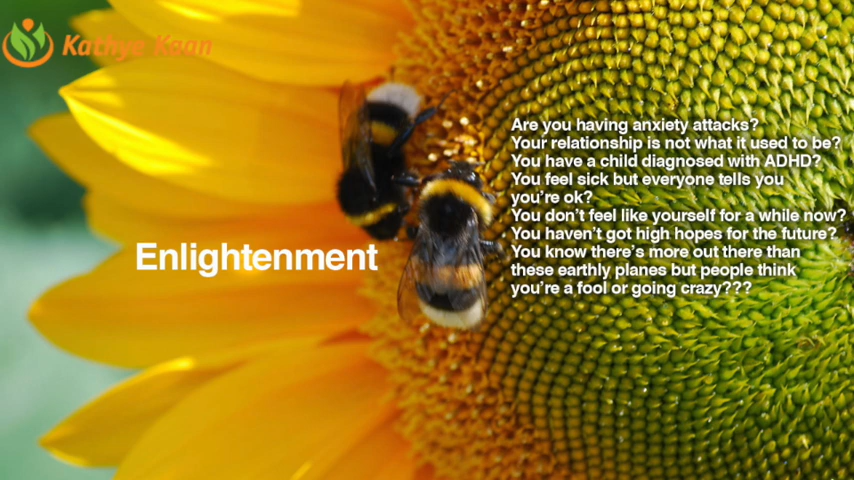 Kathye Kaan
Enlightenment
Are you having anxiety attacks?
Your relationship is not what it used to be?
You have a child diagnosed with ADHD?
You feel sick but everyone tells you
you're ok?
You don't feel like yourself for a while now?
You haven't got high hopes for the future?
You know there's more out there than
these earthly planes but people think
you're a fool or going crazy???